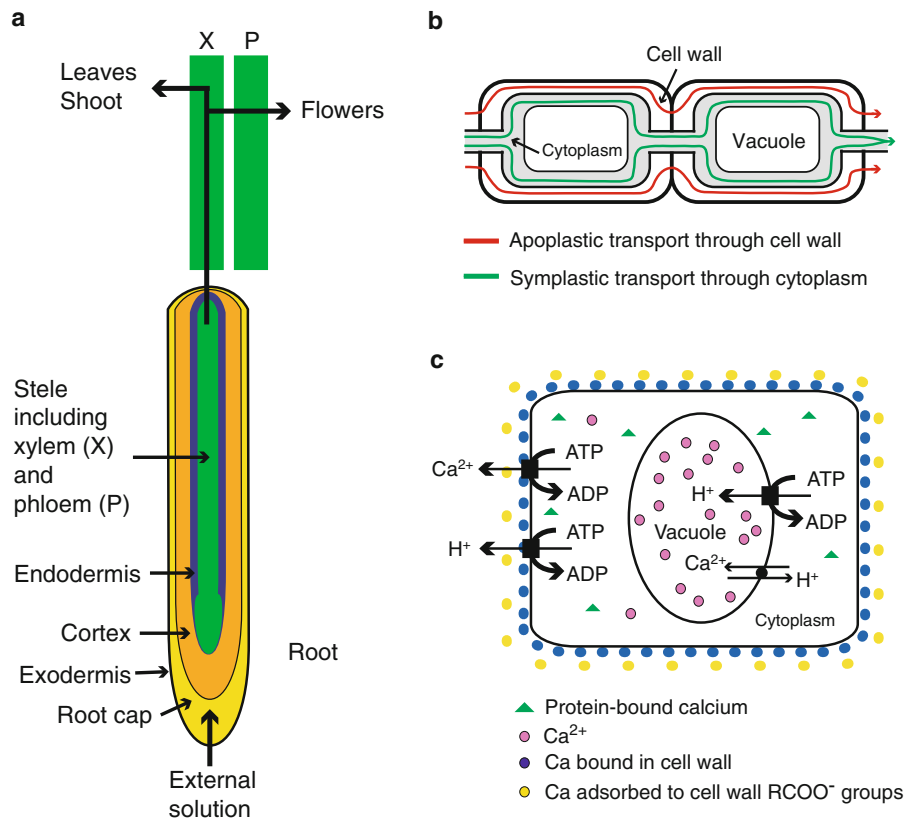 a
X P
Leaves
Shoot
Flowers
Stele
including
xylem (X)
and
phloem (P)
Endodermis
Cortex
Exodermis
Root cap
Root
External
solution
b
Cell wall
Cytoplasm
Vacuole
Apoplastic transport through cell wall
Symplastic transport through cytoplasm
c
Ca²⁺
ATP
ADP
H⁺
ATP
ADP
H⁺
ATP
ADP
Vacuole
Ca²⁺
H⁺
Cytoplasm
Protein-bound calcium
Ca²⁺
Ca bound in cell wall
Ca adsorbed to cell wall RCOO⁻ groups